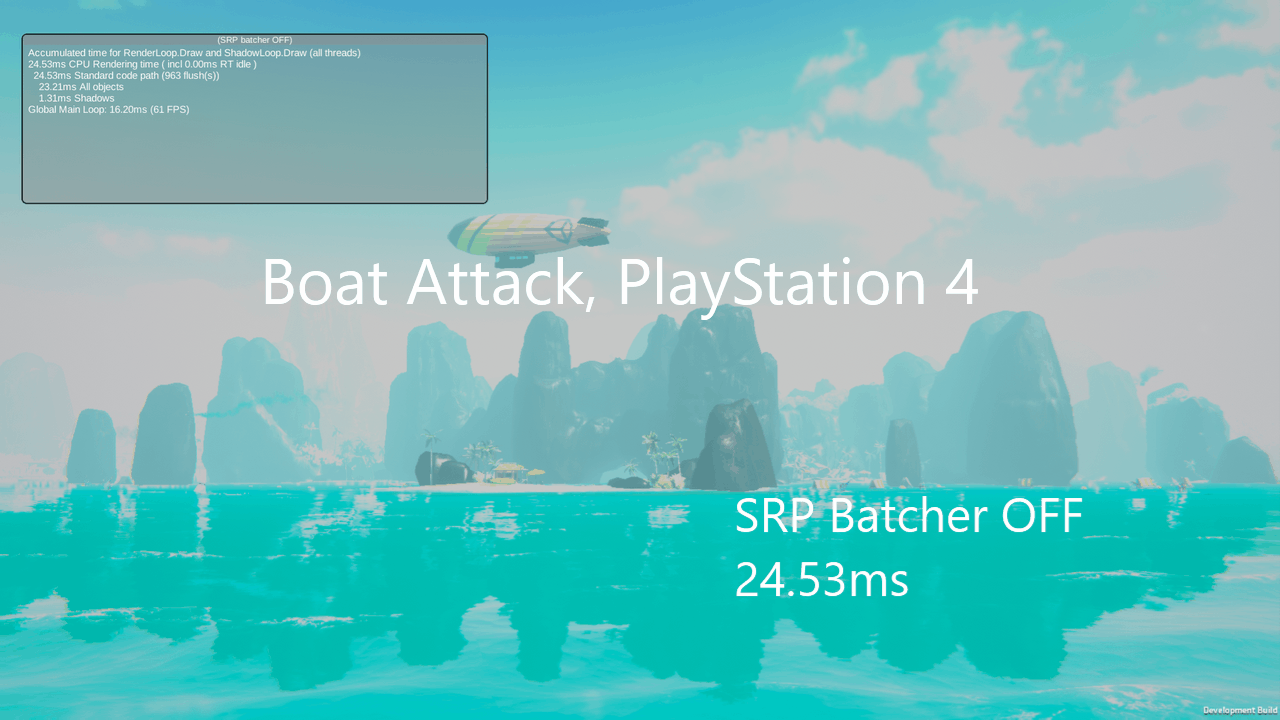 (SRP batcher OFF)
Accumulated time for RenderLoop.Draw and ShadowLoop.Draw (all threads)
24.53ms CPU Rendering time ( incl 0.00ms RT idle )
24.53ms Standard code path (963 flush(s))
23.21ms All objects
1.31ms Shadows
Global Main Loop: 16.20ms (61 FPS)
Boat Attack, PlayStation 4
SRP Batcher OFF
24.53ms
Development Build